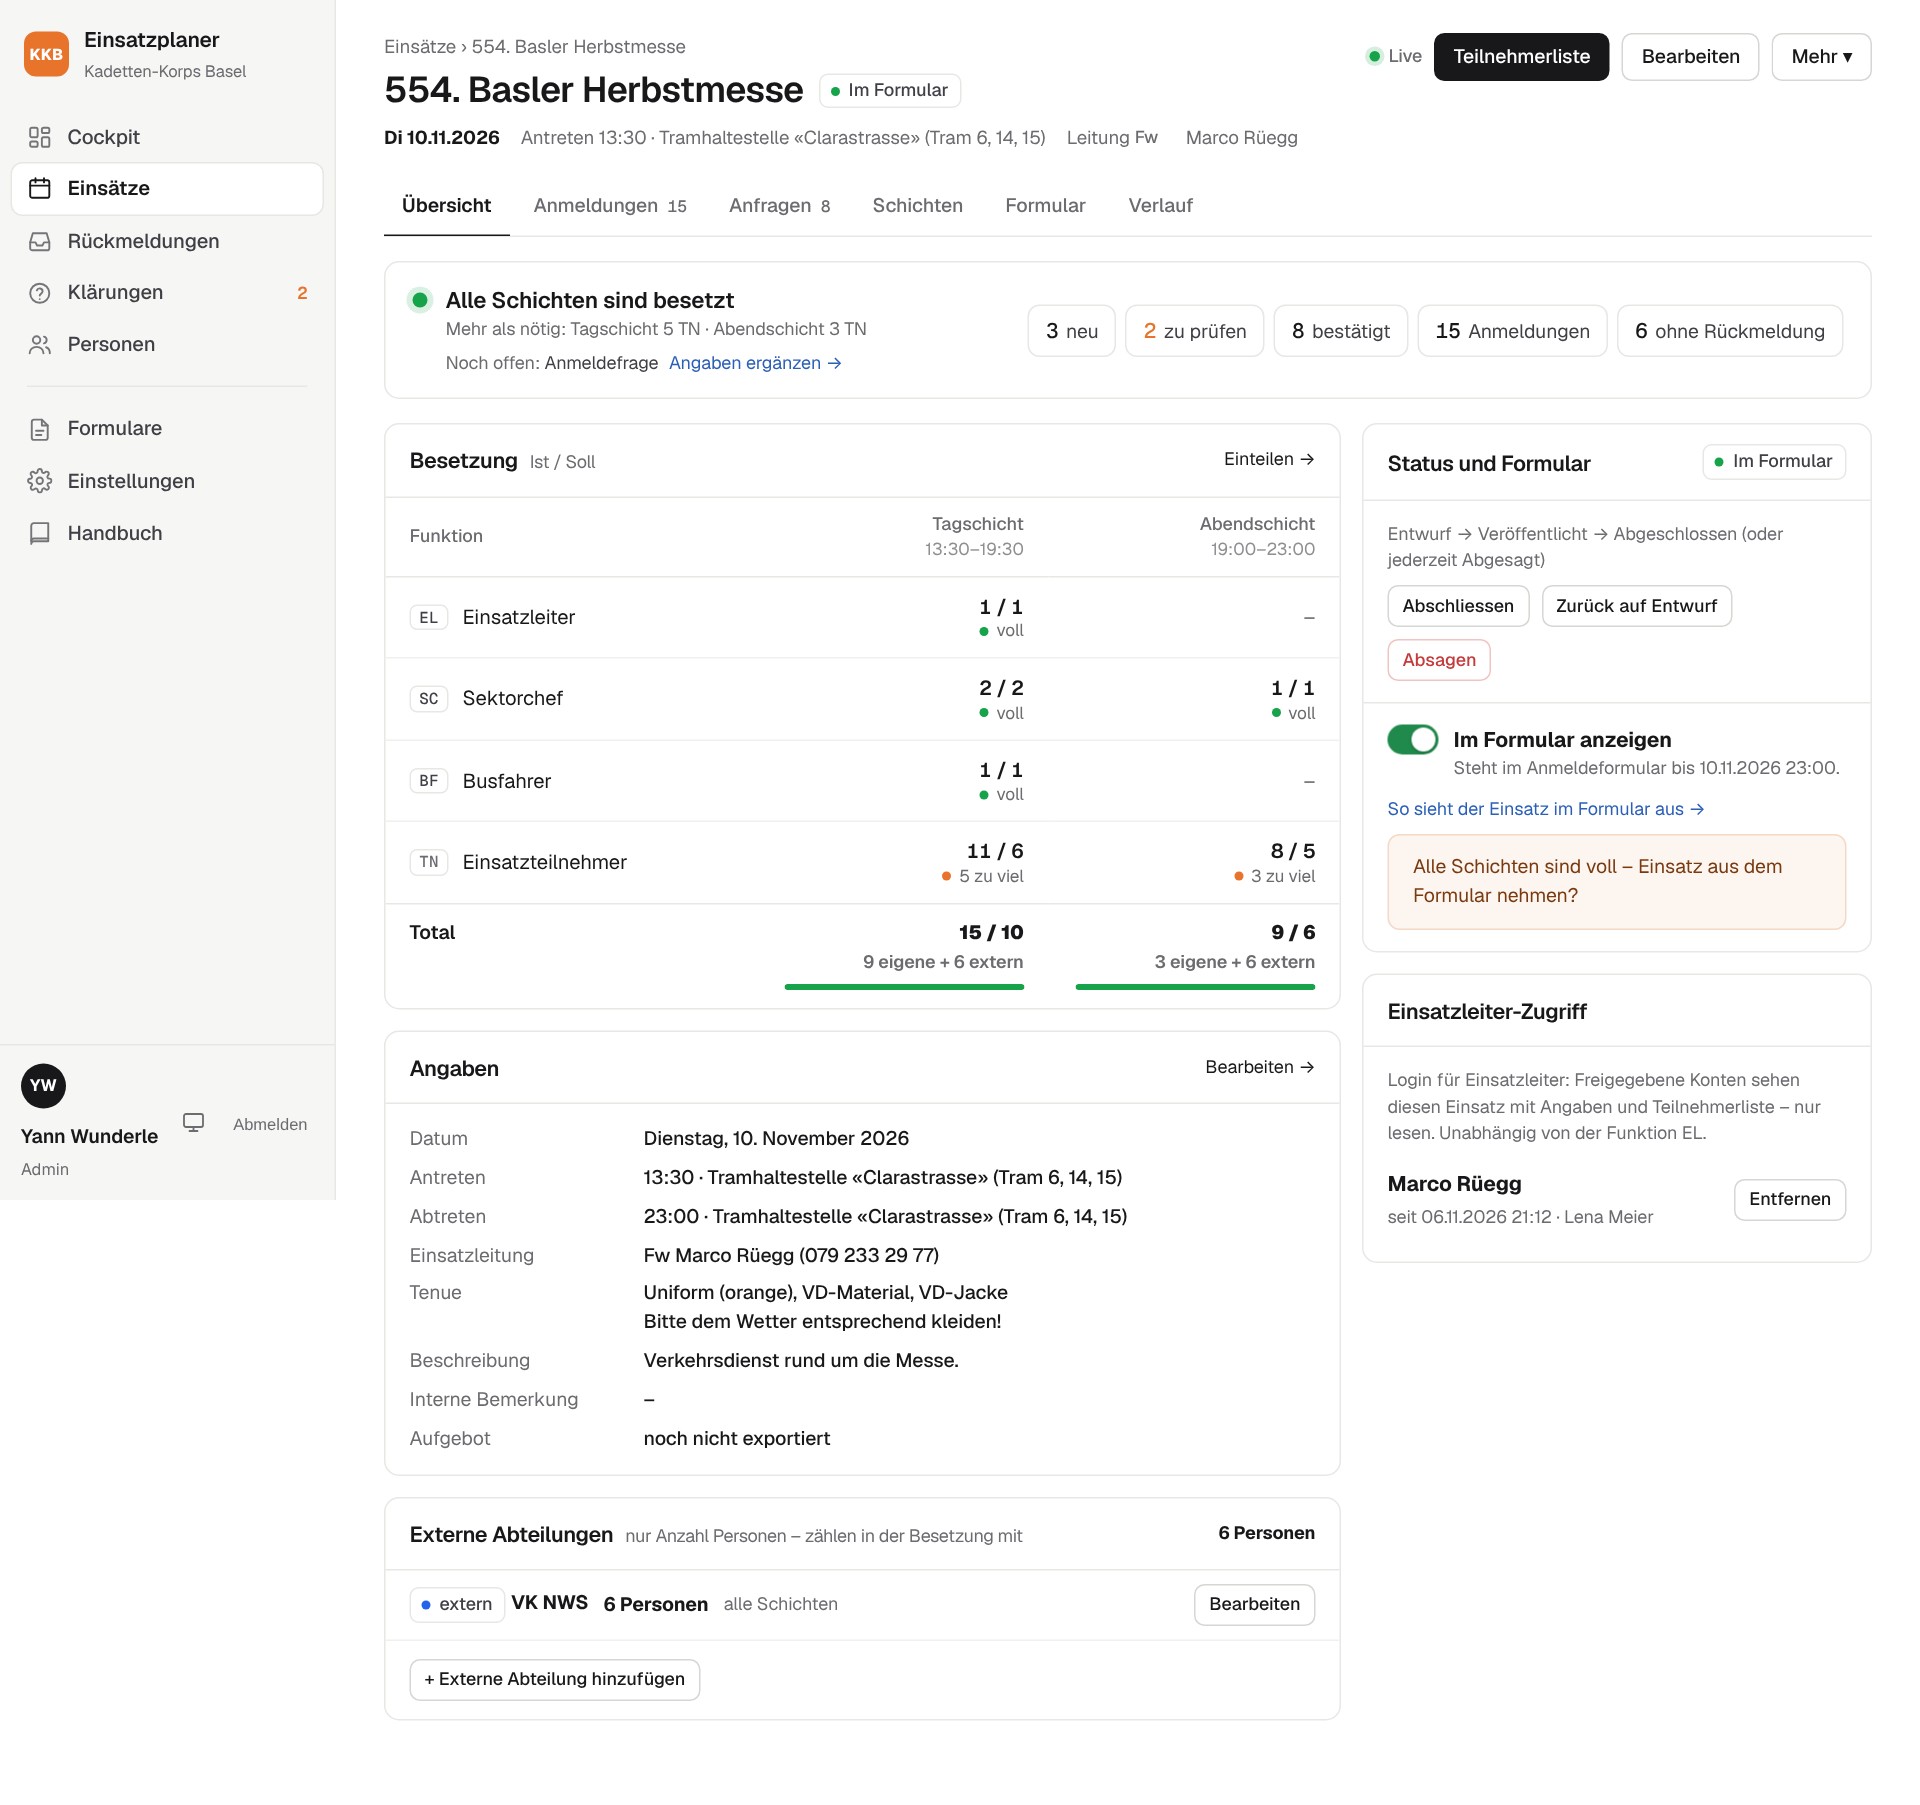 KKB
Einsatzplaner
Kadetten-Korps Basel
Cockpit
Einsätze
Rückmeldungen
Klärungen 2
Personen
Formulare
Einstellungen
Handbuch
YW
Yann Wunderle
Admin
Abmelden
Einsätze › 554. Basler Herbstmesse
554. Basler Herbstmesse Im Formular
Live Teilnehmerliste Bearbeiten Mehr ▾
Di 10.11.2026 Antreten 13:30 · Tramhaltestelle «Clarastrasse» (Tram 6, 14, 15) Leitung Fw Marco Rüegg
Übersicht Anmeldungen 15 Anfragen 8 Schichten Formular Verlauf
Alle Schichten sind besetzt
Mehr als nötig: Tagschicht 5 TN · Abendschicht 3 TN
Noch offen: Anmeldefrage Angaben ergänzen →
3 neu 2 zu prüfen 8 bestätigt 15 Anmeldungen 6 ohne Rückmeldung
Besetzung Ist / Soll Einteilen →
Funktion Tagschicht Abendschicht
13:30–19:30 19:00–23:00
EL Einsatzleiter 1 / 1 –
voll
SC Sektorchef 2 / 2 1 / 1
voll voll
BF Busfahrer 1 / 1 –
voll
TN Einsatzteilnehmer 11 / 6 8 / 5
5 zu viel 3 zu viel
Total 15 / 10 9 / 6
9 eigene + 6 extern 3 eigene + 6 extern
Angaben Bearbeiten →
Datum Dienstag, 10. November 2026
Antreten 13:30 · Tramhaltestelle «Clarastrasse» (Tram 6, 14, 15)
Abtreten 23:00 · Tramhaltestelle «Clarastrasse» (Tram 6, 14, 15)
Einsatzleitung Fw Marco Rüegg (079 233 29 77)
Tenue Uniform (orange), VD-Material, VD-Jacke
Bitte dem Wetter entsprechend kleiden!
Beschreibung Verkehrsdienst rund um die Messe.
Interne Bemerkung –
Aufgebot noch nicht exportiert
Externe Abteilungen nur Anzahl Personen – zählen in der Besetzung mit 6 Personen
extern VK NWS 6 Personen alle Schichten Bearbeiten
+ Externe Abteilung hinzufügen
Status und Formular Im Formular
Entwurf → Veröffentlicht → Abgeschlossen (oder
jederzeit Abgesagt)
Abschliessen Zurück auf Entwurf
Absagen
Im Formular anzeigen
Steht im Anmeldeformular bis 10.11.2026 23:00.
So sieht der Einsatz im Formular aus →
Alle Schichten sind voll – Einsatz aus dem
Formular nehmen?
Einsatzleiter-Zugriff
Login für Einsatzleiter: Freigegebene Konten sehen
diesen Einsatz mit Angaben und Teilnehmerliste – nur
lesen. Unabhängig von der Funktion EL.
Marco Rüegg
seit 06.11.2026 21:12 · Lena Meier
Entfernen